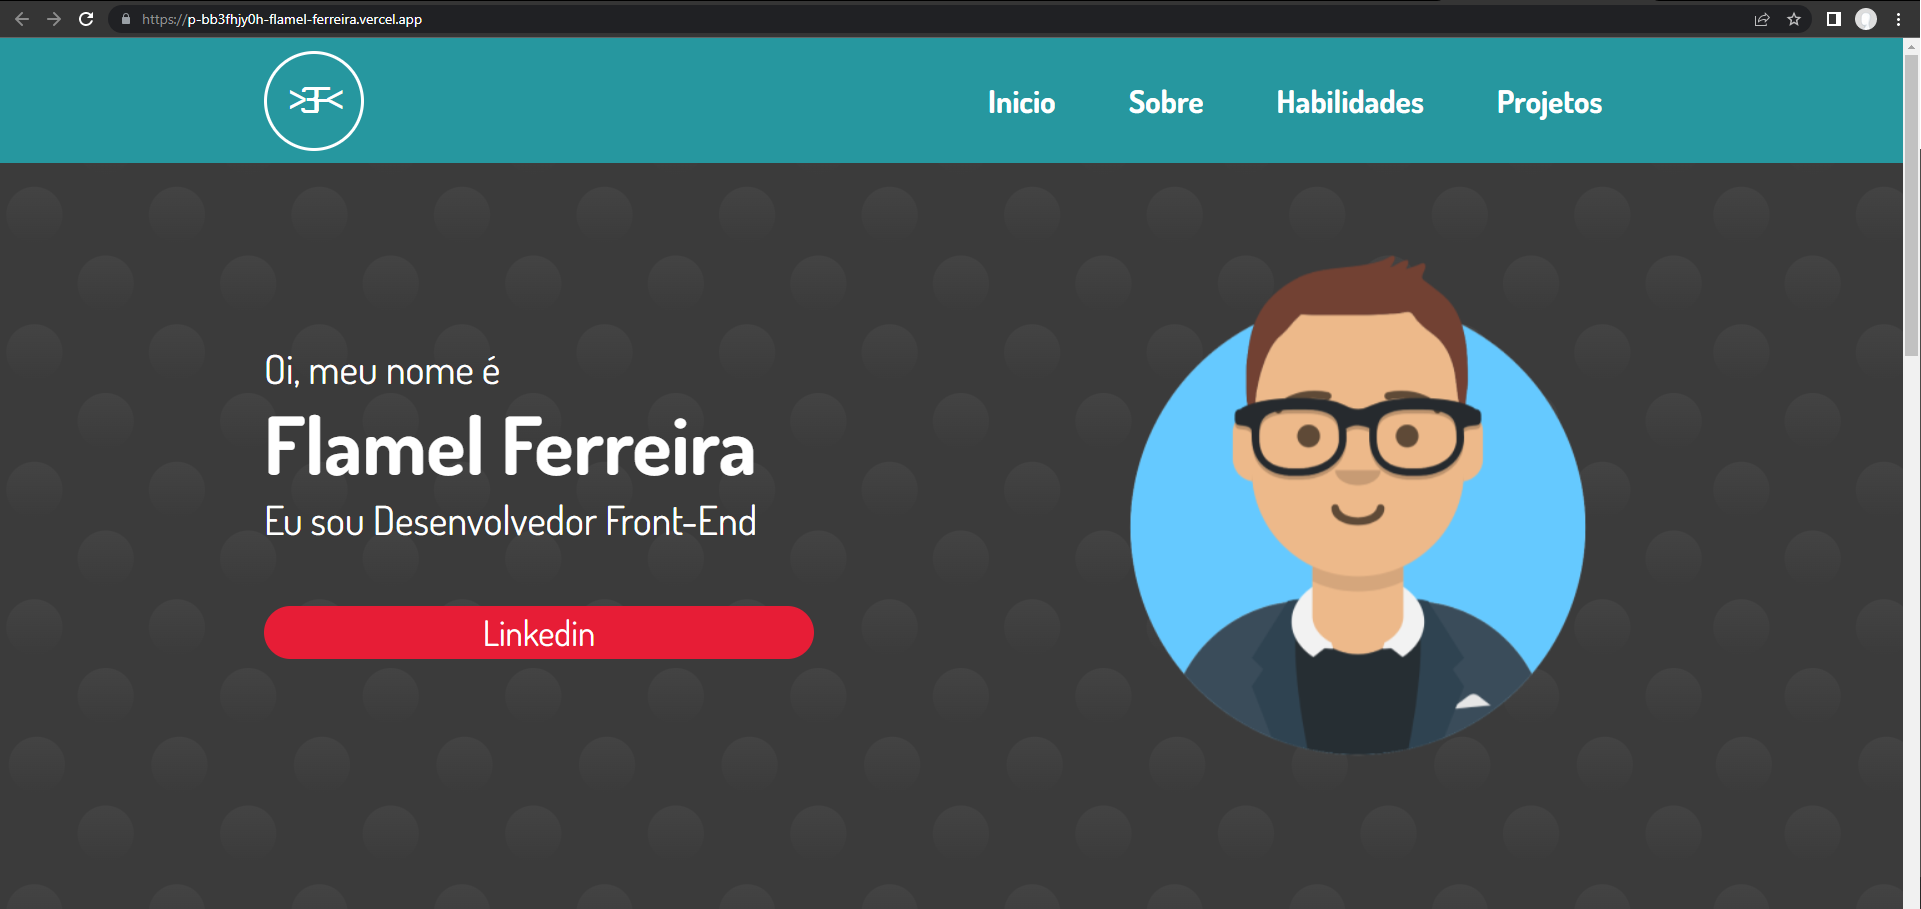 https://p-bb3fhjy0h-flamel-ferreira.vercel.app
Inicio Sobre Habilidades Projetos
Oi, meu nome é
Flamel Ferreira
Eu sou Desenvolvedor Front-End
Linkedin